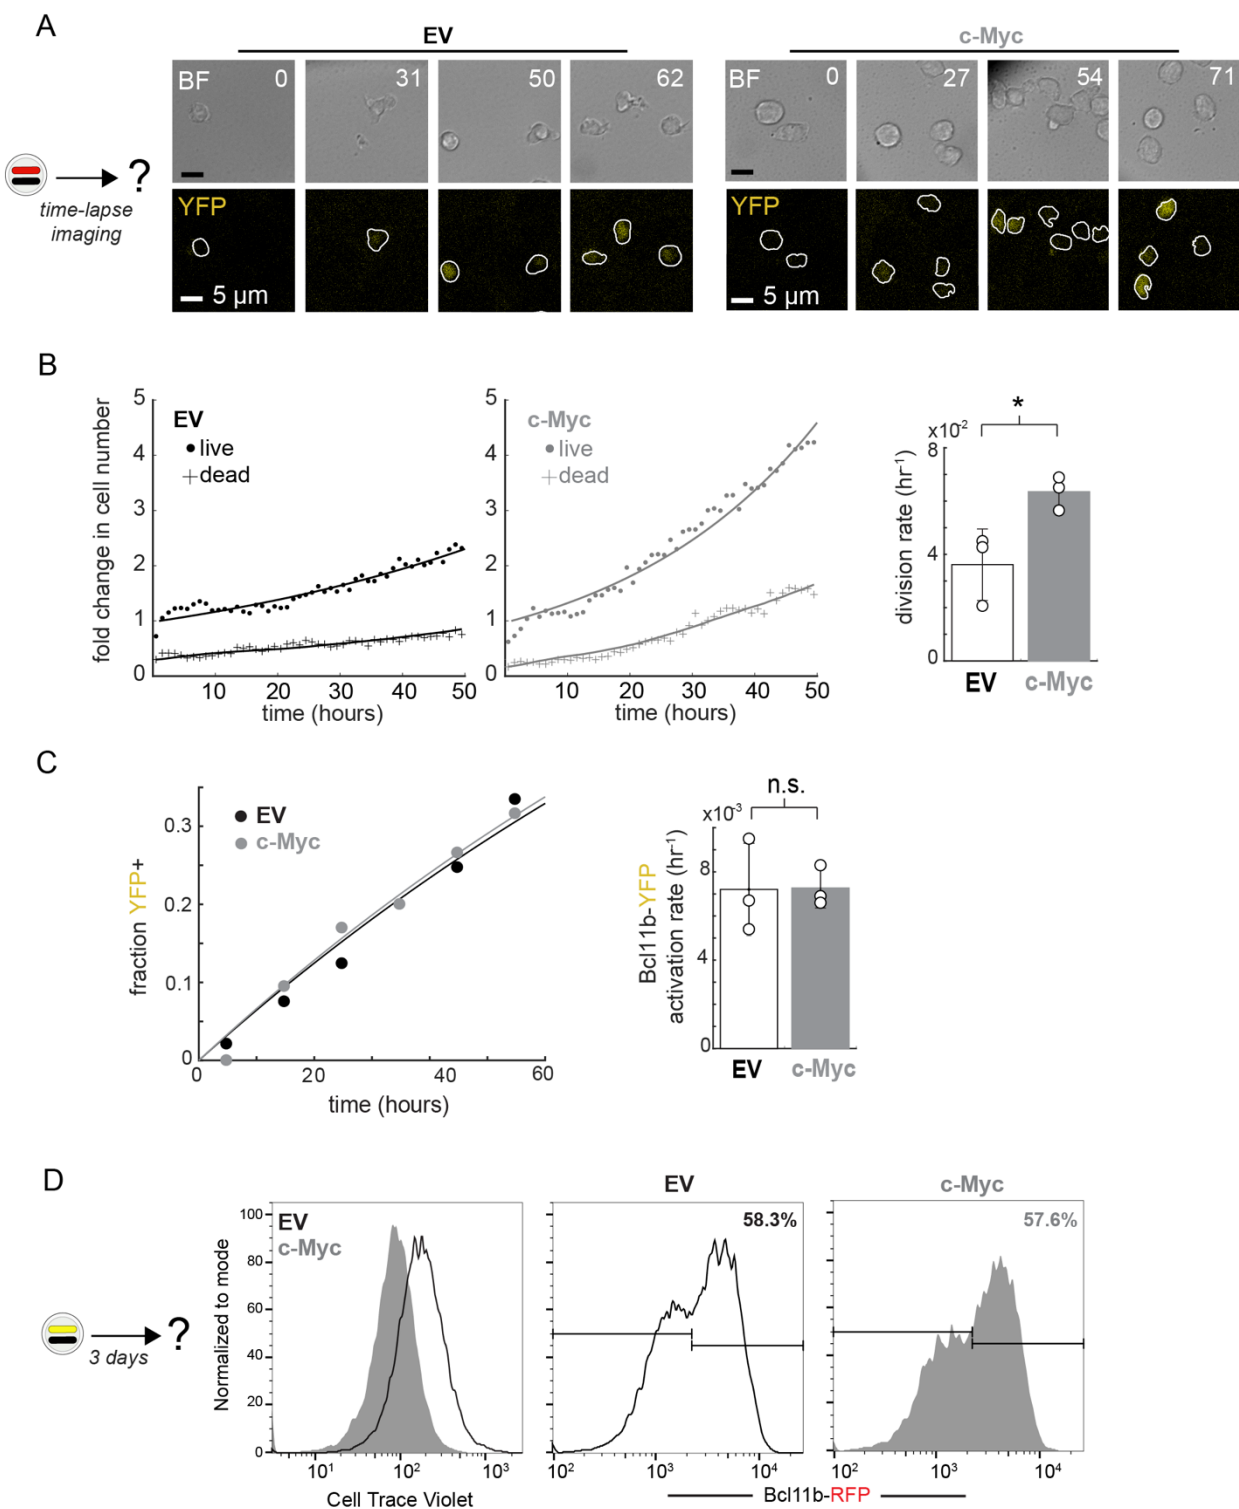 A
EV
c-Myc
BF 0
31
50
62
BF 0
27
54
71
?
time-lapse
imaging
YFP
5 µm
YFP
5 µm
B
fold change in cell number
5
4
3
2
1
0
EV
live
dead
10 20 30 40 50
time (hours)
5
4
3
2
1
0
c-Myc
live
dead
10 20 30 40 50
time (hours)
*
x10⁻²
division rate (hr⁻¹)
8
4
0
EV c-Myc
C
fraction YFP+
0.3
0.2
0.1
0
EV
c-Myc
0 20 40 60
time (hours)
n.s.
x10⁻³
Bcl11b-YFP
activation rate (hr⁻¹)
8
4
0
EV c-Myc
D
?
3 days
Normalized to mode
100
80
60
40
20
0
EV
c-Myc
10¹ 10² 10³
Cell Trace Violet
EV
58.3%
10² 10³ 10⁴
c-Myc
57.6%
10² 10³ 10⁴
Bcl11b-RFP